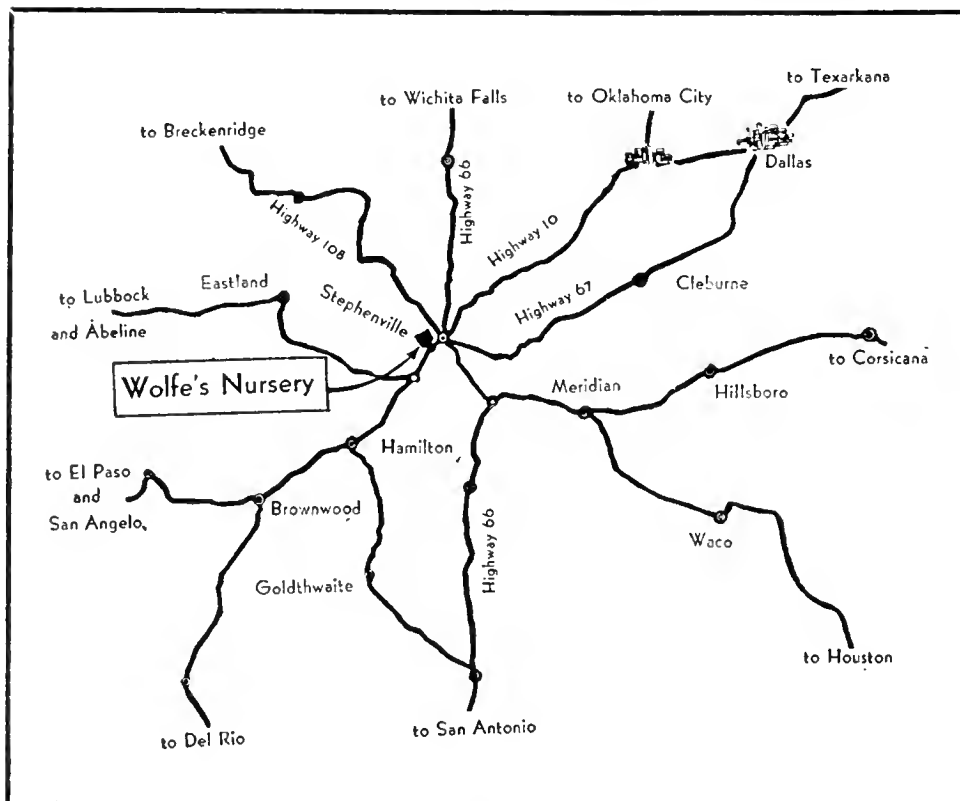 to Texarkana
to Wichita Falls
to Oklahoma City
to Breckenridge
Dallas
Highway 66
Highway 108
Highway 10
Eastland
Stephenville
Highway 67
Cleburne
to Lubbock
and Abeline
to Corsicana
Wolfe's Nursery
Meridian
Hillsboro
Hamilton
to El Paso
and
San Angelo
Brownwood
Highway 66
Waco
Goldthwaite
to Houston
to San Antonio
to Del Rio